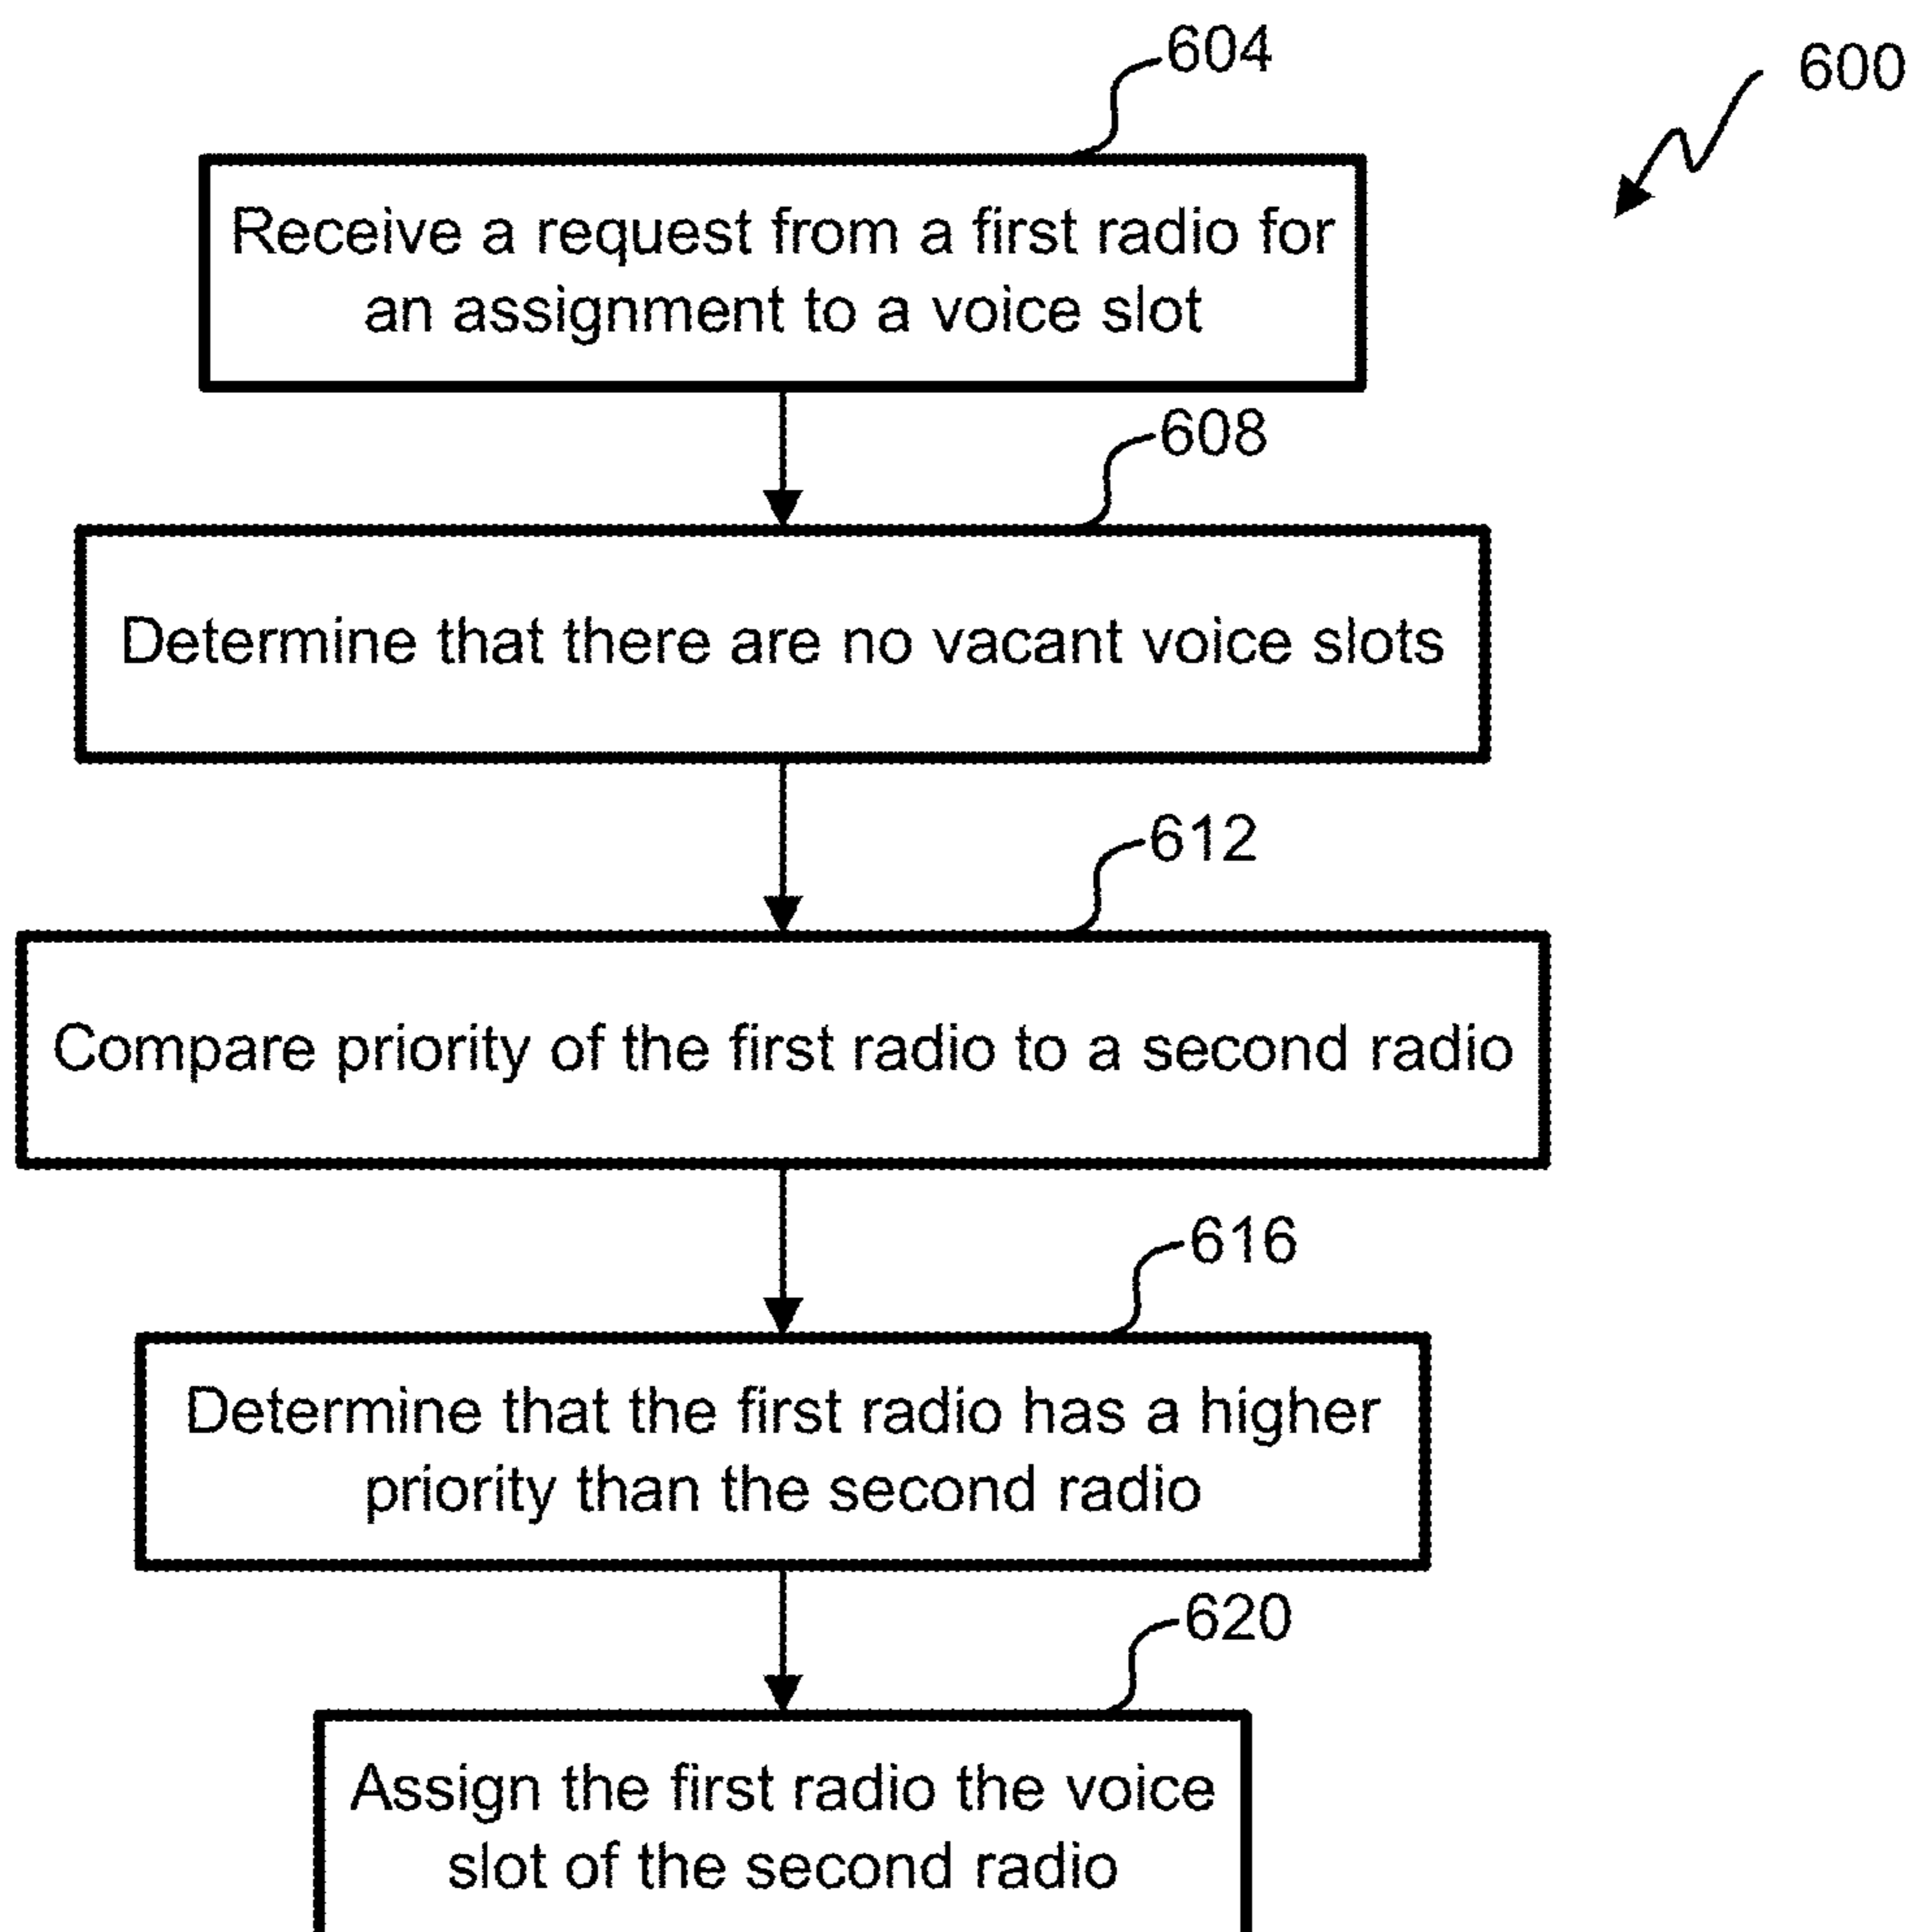 604
600
Receive a request from a first radio for
an assignment to a voice slot
608
Determine that there are no vacant voice slots
612
Compare priority of the first radio to a second radio
616
Determine that the first radio has a higher
priority than the second radio
620
Assign the first radio the voice
slot of the second radio